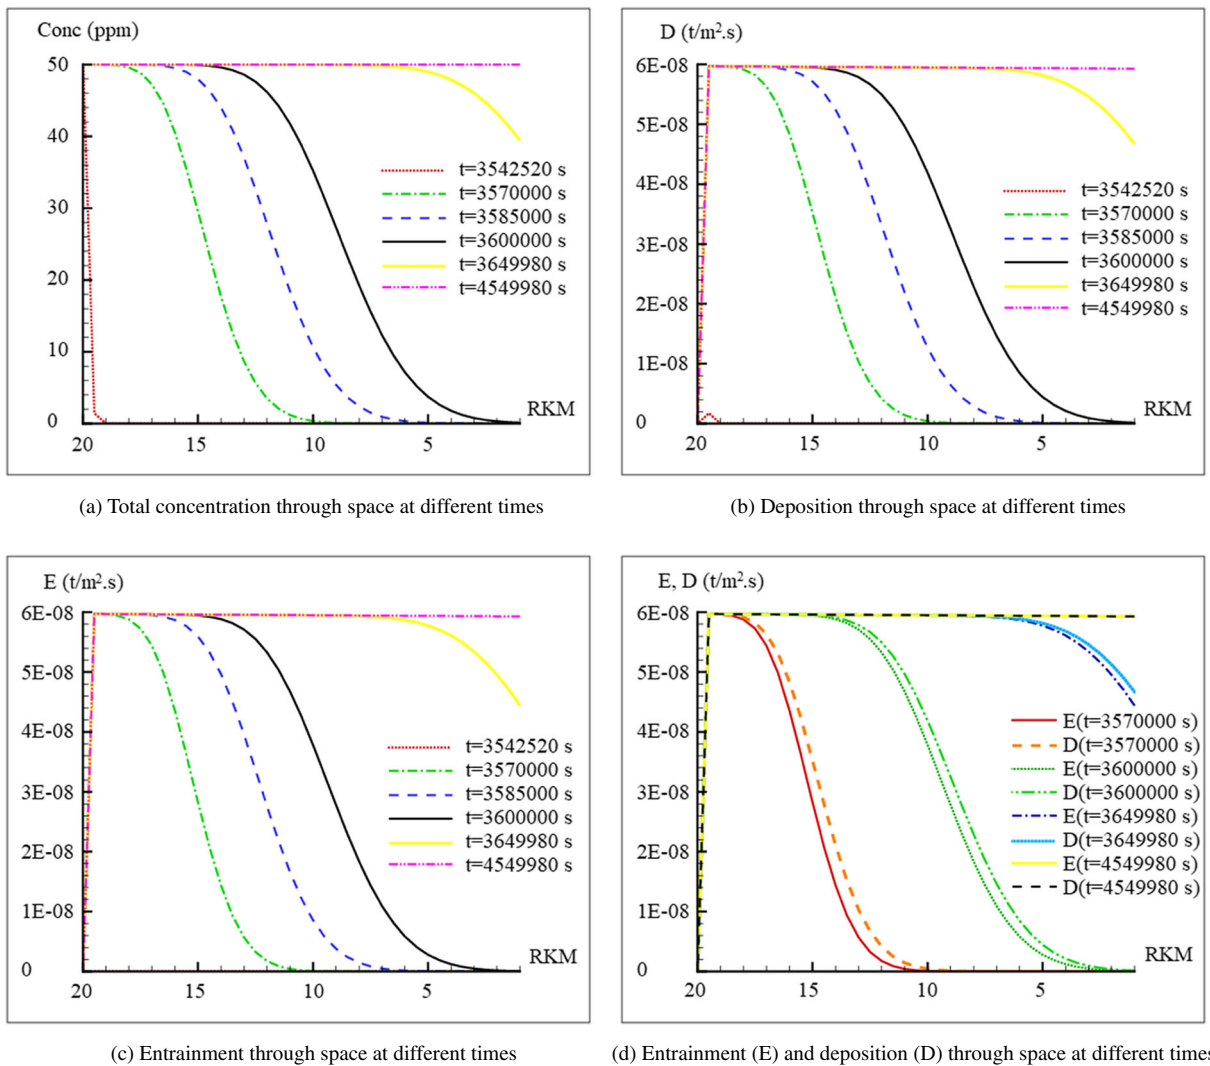 Conc (ppm)
50
40
30
20
10
0
20
15
10
5
RKM
t=3542520 s
t=3570000 s
t=3585000 s
t=3600000 s
t=3649980 s
t=4549980 s
(a) Total concentration through space at different times
D (t/m².s)
6E-08
5E-08
4E-08
3E-08
2E-08
1E-08
0
20
15
10
5
RKM
t=3542520 s
t=3570000 s
t=3585000 s
t=3600000 s
t=3649980 s
t=4549980 s
(b) Deposition through space at different times
E (t/m².s)
6E-08
5E-08
4E-08
3E-08
2E-08
1E-08
0
20
15
10
5
RKM
t=3542520 s
t=3570000 s
t=3585000 s
t=3600000 s
t=3649980 s
t=4549980 s
(c) Entrainment through space at different times
E, D (t/m².s)
6E-08
5E-08
4E-08
3E-08
2E-08
1E-08
0
20
15
10
5
RKM
E(t=3570000 s)
D(t=3570000 s)
E(t=3600000 s)
D(t=3600000 s)
E(t=3649980 s)
D(t=3649980 s)
E(t=4549980 s)
D(t=4549980 s)
(d) Entrainment (E) and deposition (D) through space at different times